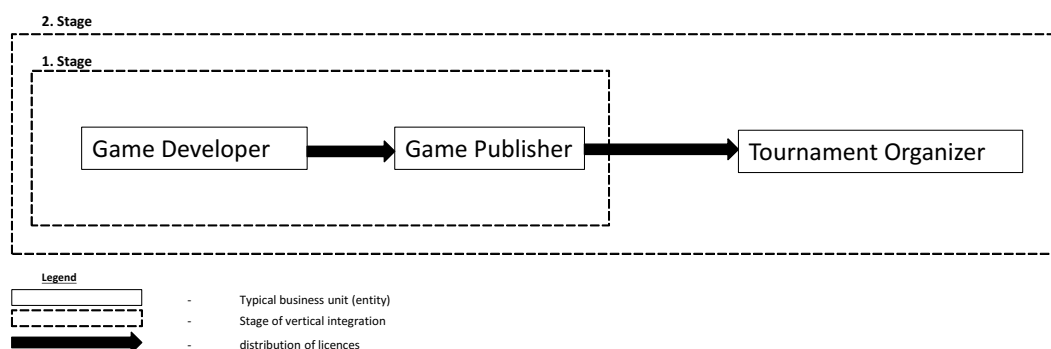 2. Stage
1. Stage
Game Developer
Game Publisher
Tournament Organizer
Legend
- Typical business unit (entity)
- Stage of vertical integration
- distribution of licences